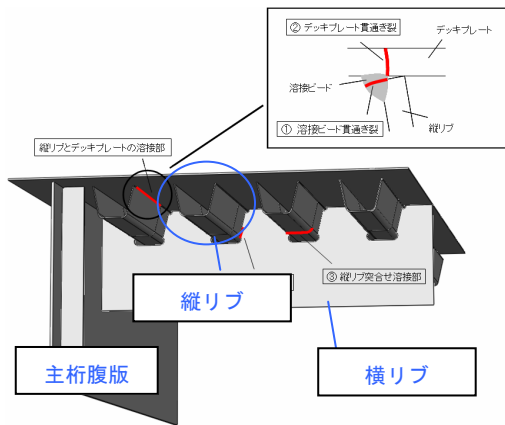 ② デッキプレート貫通き裂
デッキプレート
溶接ビード
① 溶接ビード貫通き裂
縦リブ
縦リブとデッキプレートの溶接部
③ 縦リブ突合せ溶接部
縦リブ
主桁腹版
横リブ